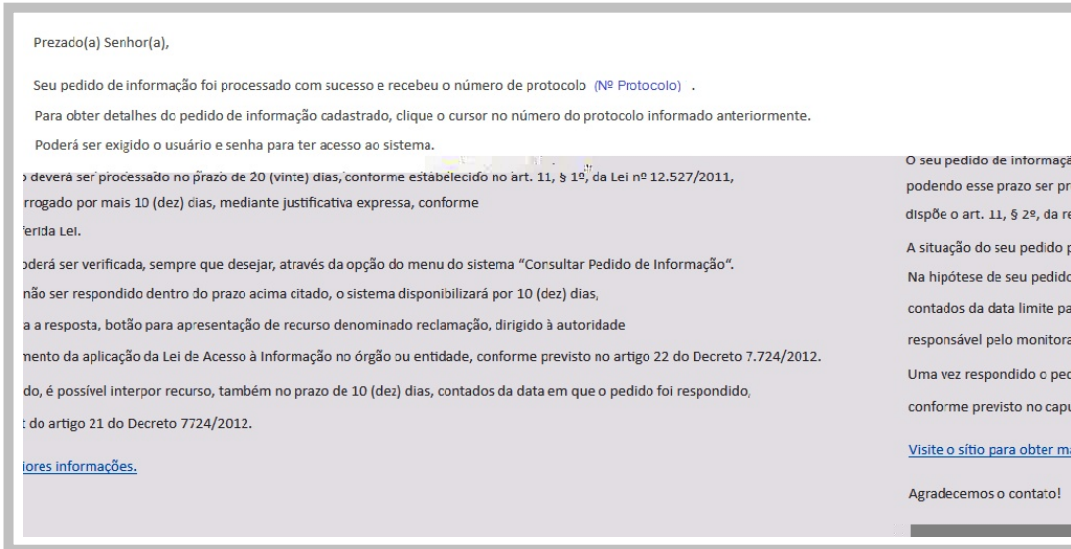 Prezado(a) Senhor(a),
Seu pedido de informação foi processado com sucesso e recebeu o número de protocolo (Nº Protocolo) .
Para obter detalhes do pedido de informação cadastrado, clique o cursor no número do protocolo informado anteriormente.
Poderá ser exigido o usuário e senha para ter acesso ao sistema.
o deverá ser processado no prazo de 20 (vinte) dias, conforme estabelecido no art. 11, § 1º, da Lei nº 12.527/2011,
rrogado por mais 10 (dez) dias, mediante justificativa expressa, conforme
ferida Lei.
oderá ser verificada, sempre que desejar, através da opção do menu do sistema “Consultar Pedido de Informação“.
não ser respondido dentro do prazo acima citado, o sistema disponibilizará por 10 (dez) dias,
a a resposta, botão para apresentação de recurso denominado reclamação, dirigido à autoridade
mento da aplicação da Lei de Acesso à Informação no órgão ou entidade, conforme previsto no artigo 22 do Decreto 7.724/2012.
do, é possível interpor recurso, também no prazo de 10 (dez) dias, contados da data em que o pedido foi respondido,
t do artigo 21 do Decreto 7724/2012.
iores informações.
O seu pedido de informaçã
podendo esse prazo ser pr
dispõe o art. 11, § 2º, da re
A situação do seu pedido p
Na hipótese de seu pedido
contados da data limite pa
responsável pelo monitora
Uma vez respondido o ped
conforme previsto no capu
Visite o sítio para obter ma
Agradecemos o contato!